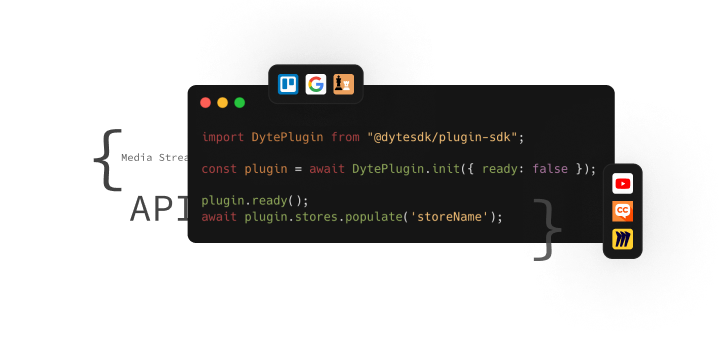 {
Media Strea
API
import DytePlugin from "@dytesdk/plugin-sdk";
const plugin = await DytePlugin.init({ ready: false });
plugin.ready();
await plugin.stores.populate('storeName');
}
G
CC